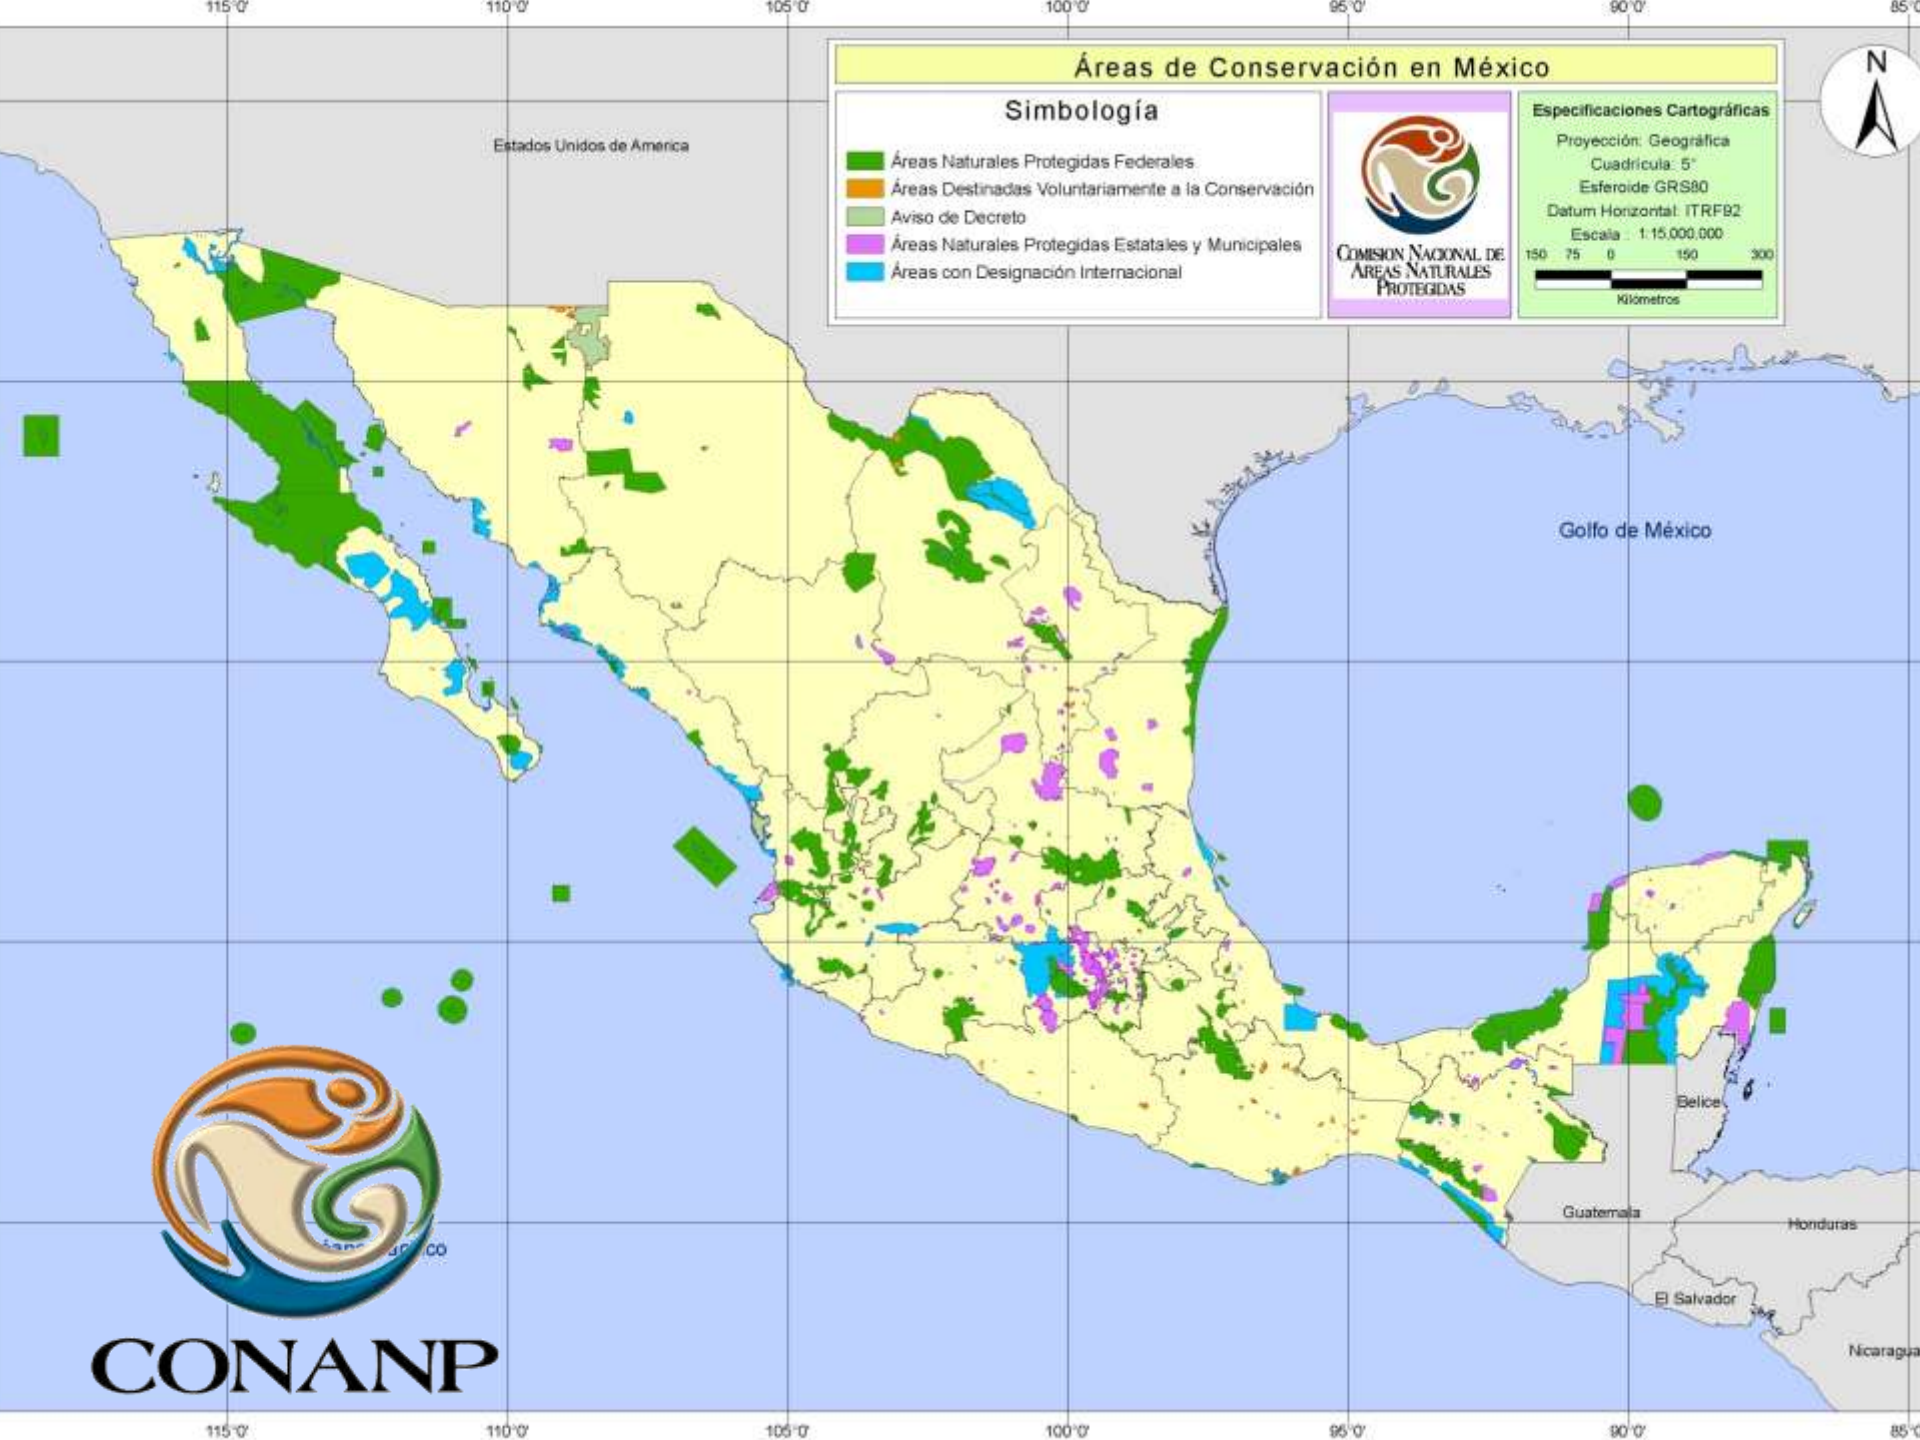 115°0' 110°0' 105°0' 100°0' 95°0' 90°0'
Áreas de Conservación en México
N
Simbología
Áreas Naturales Protegidas Federales
Áreas Destinadas Voluntariamente a la Conservación
Aviso de Decreto
Áreas Naturales Protegidas Estatales y Municipales
Áreas con Designación Internacional
COMISION NACIONAL DE
AREAS NATURALES
PROTEGIDAS
Especificaciones Cartográficas
Proyección: Geográfica
Cuadrícula: 5°
Esferoide GRS80
Datum Horizontal: ITRF92
Escala : 1:15,000,000
150 75 0 150 300
Kilómetros
Estados Unidos de America
Golfo de México
Belice
Guatemala
Honduras
El Salvador
Nicaragua
CONANP
115°0' 110°0' 105°0' 100°0' 95°0' 90°0'